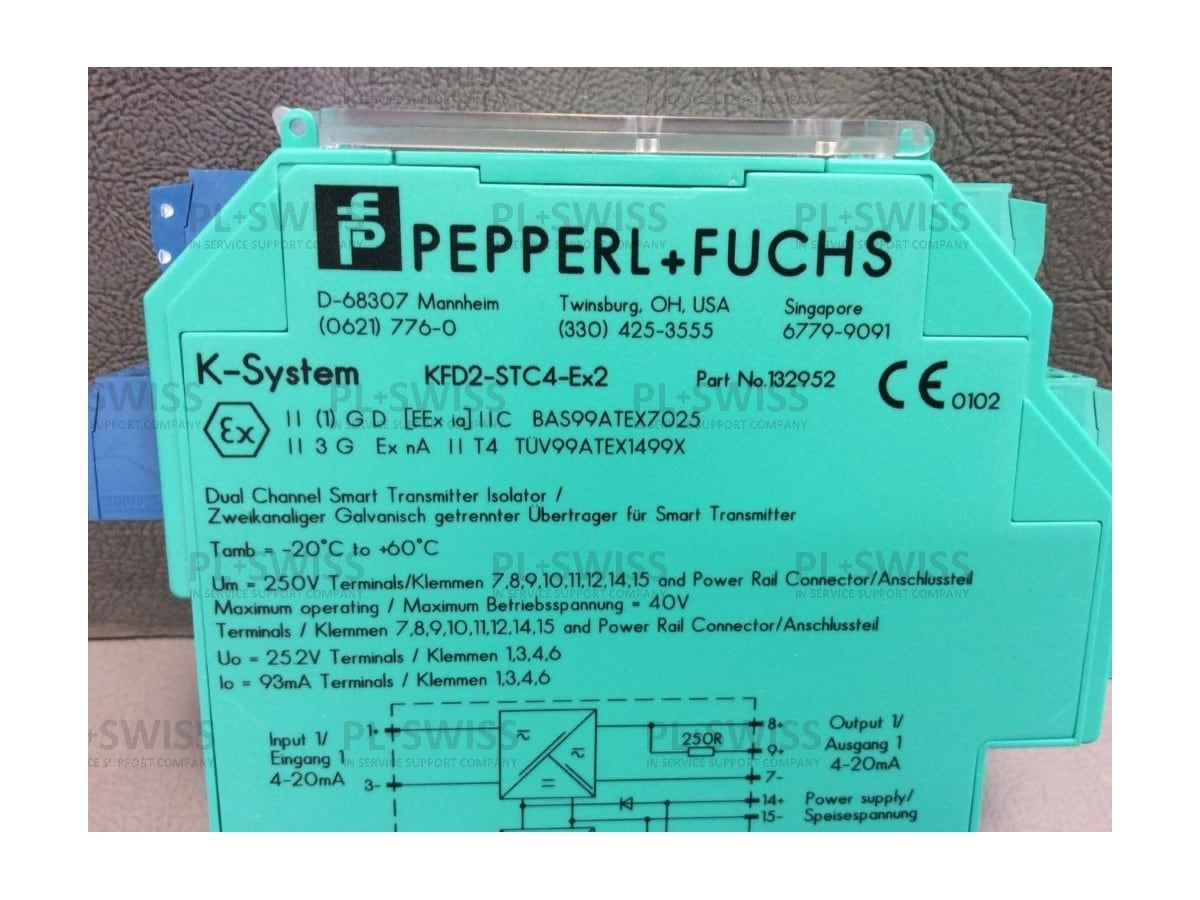 PEPPERL+FUCHS
D-68307 Mannheim Twinsburg, OH, USA Singapore
(0621) 776-0 (330) 425-3555 6779-9091
K-System KFD2-STC4-Ex2 Part No.132952 CE 0102
Ex II (1) G D [EEx ia] IIC BAS99ATEX7025
II 3 G Ex nA II T4 TÜV99ATEX1499X
Dual Channel Smart Transmitter Isolator /
Zweikanaliger Galvanisch getrennter Übertrager für Smart Transmitter
Tamb = -20°C to +60°C
Um = 250V Terminals/Klemmen 7,8,9,10,11,12,14,15 and Power Rail Connector/Anschlussteil
Maximum operating / Maximum Betriebsspannung = 40V
Terminals / Klemmen 7,8,9,10,11,12,14,15 and Power Rail Connector/Anschlussteil
Uo = 25.2V Terminals / Klemmen 1,3,4,6
Io = 93mA Terminals / Klemmen 1,3,4,6
Input 1/
Eingang 1
4-20mA
1+
3-
250R
8+
9+
7-
14+
15-
Output 1/
Ausgang 1
4-20mA
Power supply/
Speisespannung
PL+SWISS
IN SERVICE SUPPORT COMPANY